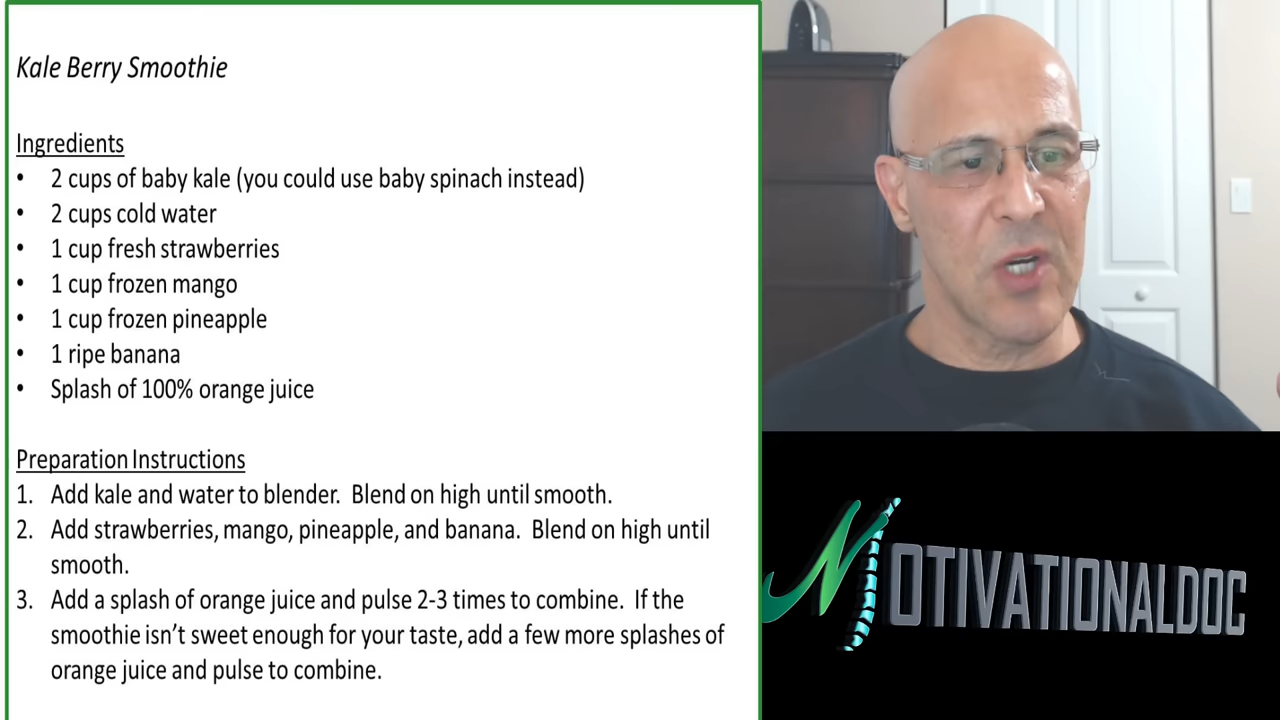 Kale Berry Smoothie
Ingredients
• 2 cups of baby kale (you could use baby spinach instead)
• 2 cups cold water
• 1 cup fresh strawberries
• 1 cup frozen mango
• 1 cup frozen pineapple
• 1 ripe banana
• Splash of 100% orange juice
Preparation Instructions
1. Add kale and water to blender. Blend on high until smooth.
2. Add strawberries, mango, pineapple, and banana. Blend on high until
smooth.
3. Add a splash of orange juice and pulse 2-3 times to combine. If the
smoothie isn't sweet enough for your taste, add a few more splashes of
orange juice and pulse to combine.
MOTIVATIONALDOC